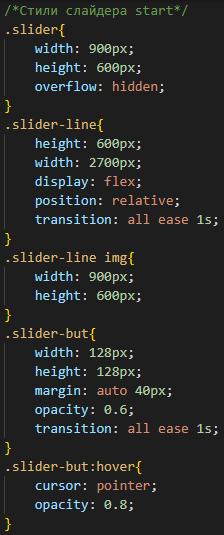 /*Стили слайдера start*/
.slider{
    width: 900px;
    height: 600px;
    overflow: hidden;
}
.slider-line{
    height: 600px;
    width: 2700px;
    display: flex;
    position: relative;
    transition: all ease 1s;
}
.slider-line img{
    width: 900px;
    height: 600px;
}
.slider-but{
    width: 128px;
    height: 128px;
    margin: auto 40px;
    opacity: 0.6;
    transition: all ease 1s;
}
.slider-but:hover{
    cursor: pointer;
    opacity: 0.8;
}